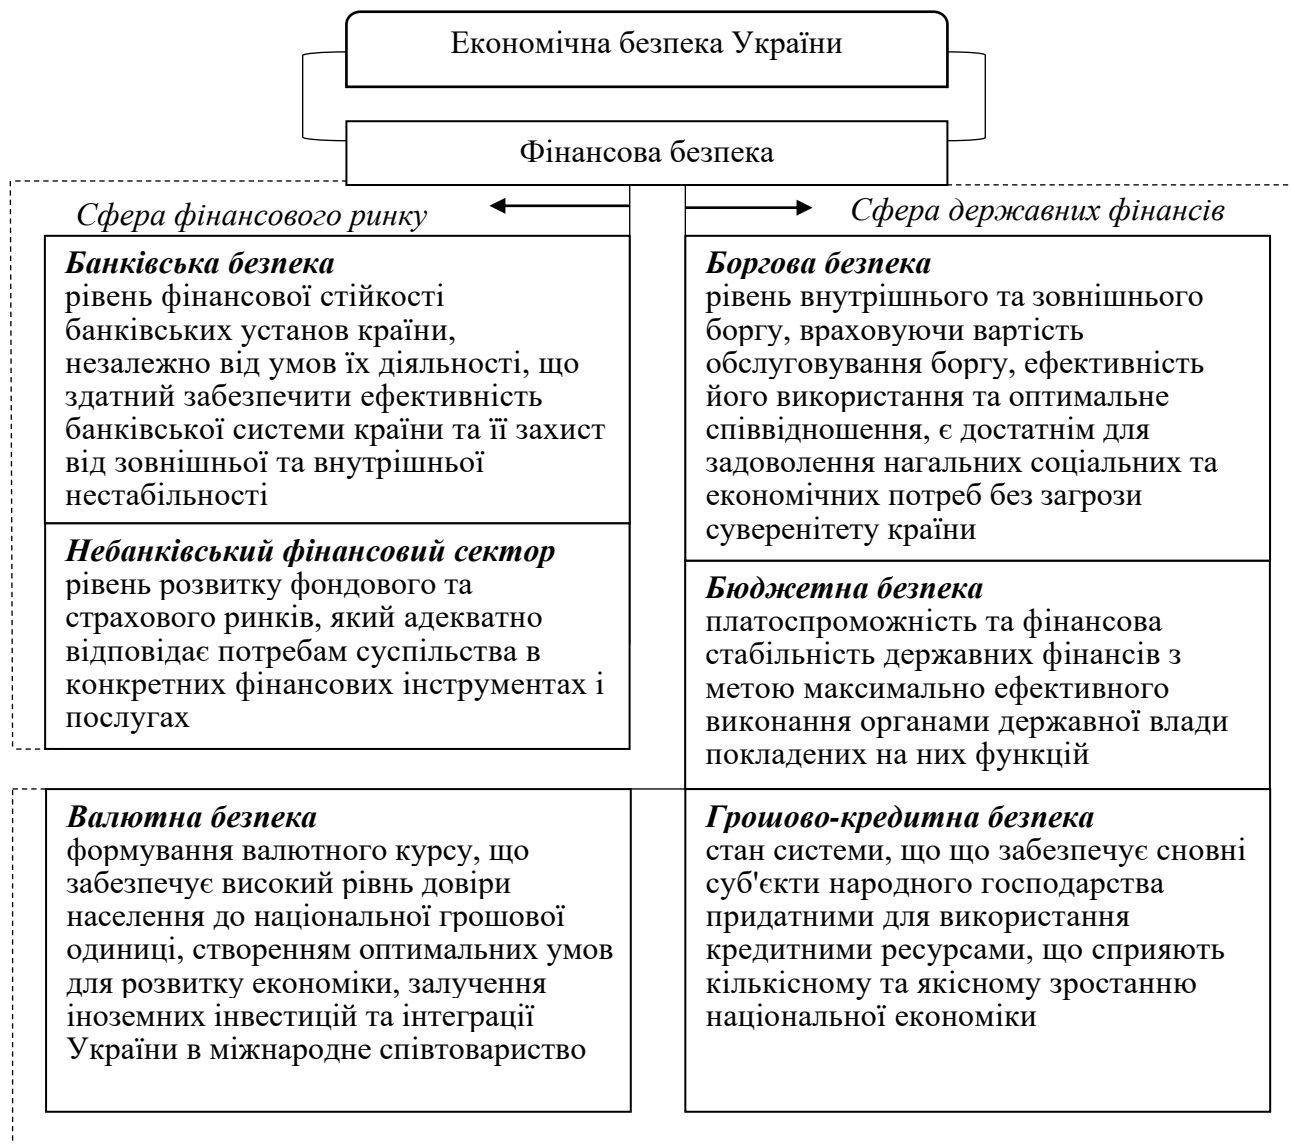 Економічна безпека України
Фінансова безпека
Сфера фінансового ринку
Сфера державних фінансів
Банківська безпека
рівень фінансової стійкості
банківських установ країни,
незалежно від умов їх діяльності, що
здатний забезпечити ефективність
банківської системи країни та її захист
від зовнішньої та внутрішньої
нестабільності
Небанківський фінансовий сектор
рівень розвитку фондового та
страхового ринків, який адекватно
відповідає потребам суспільства в
конкретних фінансових інструментах і
послугах
Боргова безпека
рівень внутрішнього та зовнішнього
боргу, враховуючи вартість
обслуговування боргу, ефективність
його використання та оптимальне
співвідношення, є достатнім для
задоволення нагальних соціальних та
економічних потреб без загрози
суверенітету країни
Бюджетна безпека
платоспроможність та фінансова
стабільність державних фінансів з
метою максимально ефективного
виконання органами державної влади
покладених на них функцій
Валютна безпека
формування валютного курсу, що
забезпечує високий рівнь довіри
населення до національної грошової
одиниці, створенням оптимальних умов
для розвитку економіки, залучення
іноземних інвестицій та інтеграції
України в міжнародне співтовариство
Грошово-кредитна безпека
стан системи, що що забезпечує сновні
суб'єкти народного господарства
придатними для використання
кредитними ресурсами, що сприяють
кількісному та якісному зростанню
національної економіки